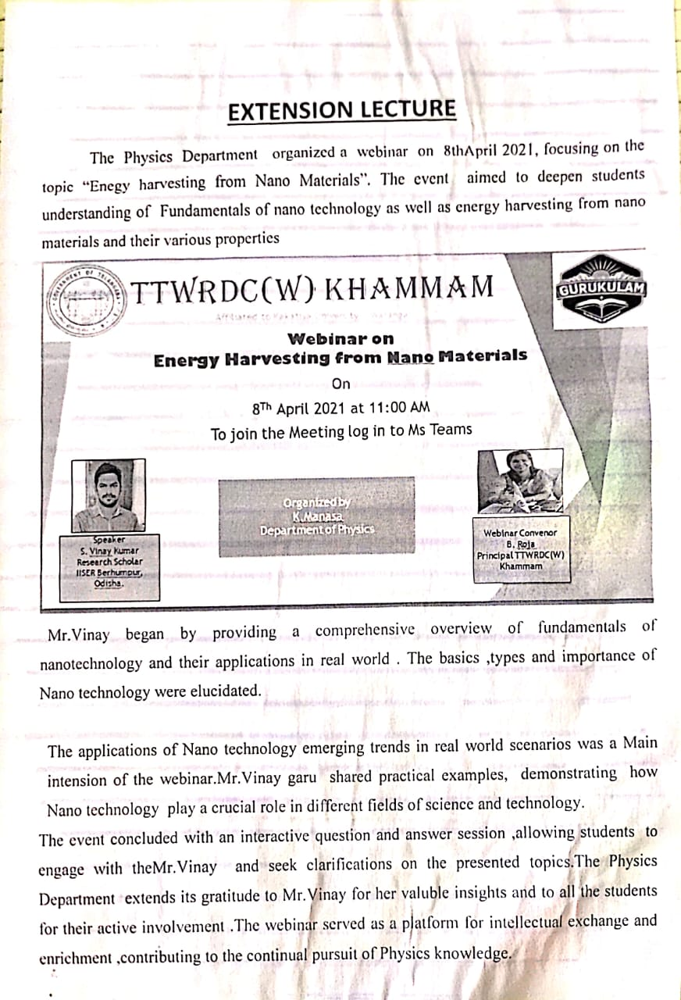 EXTENSION LECTURE
The Physics Department organized a webinar on 8thApril 2021, focusing on the
topic “Enegy harvesting from Nano Materials”. The event aimed to deepen students
understanding of Fundamentals of nano technology as well as energy harvesting from nano
materials and their various properties
GOVERNMENT OF TELANGANA
TTWRDC(W) KHAMMAM
GURUKULAM
Affiliated to
Webinar on
Energy Harvesting from Nano Materials
On
8Th April 2021 at 11:00 AM
To join the Meeting log in to Ms Teams
Organized by
K.Manasa
Department of Physics
Speaker
S. Vinay Kumar
Research Scholar
IISER Berhumpur,
Odisha.
Webinar Convenor
B. Roja
Principal TTWRDC(W)
Khammam
Mr.Vinay began by providing a comprehensive overview of fundamentals of
nanotechnology and their applications in real world . The basics ,types and importance of
Nano technology were elucidated.
The applications of Nano technology emerging trends in real world scenarios was a Main
intension of the webinar.Mr.Vinay garu shared practical examples, demonstrating how
Nano technology play a crucial role in different fields of science and technology.
The event concluded with an interactive question and answer session ,allowing students to
engage with theMr.Vinay and seek clarifications on the presented topics.The Physics
Department extends its gratitude to Mr.Vinay for her valuble insights and to all the students
for their active involvement .The webinar served as a platform for intellectual exchange and
enrichment ,contributing to the continual pursuit of Physics knowledge.